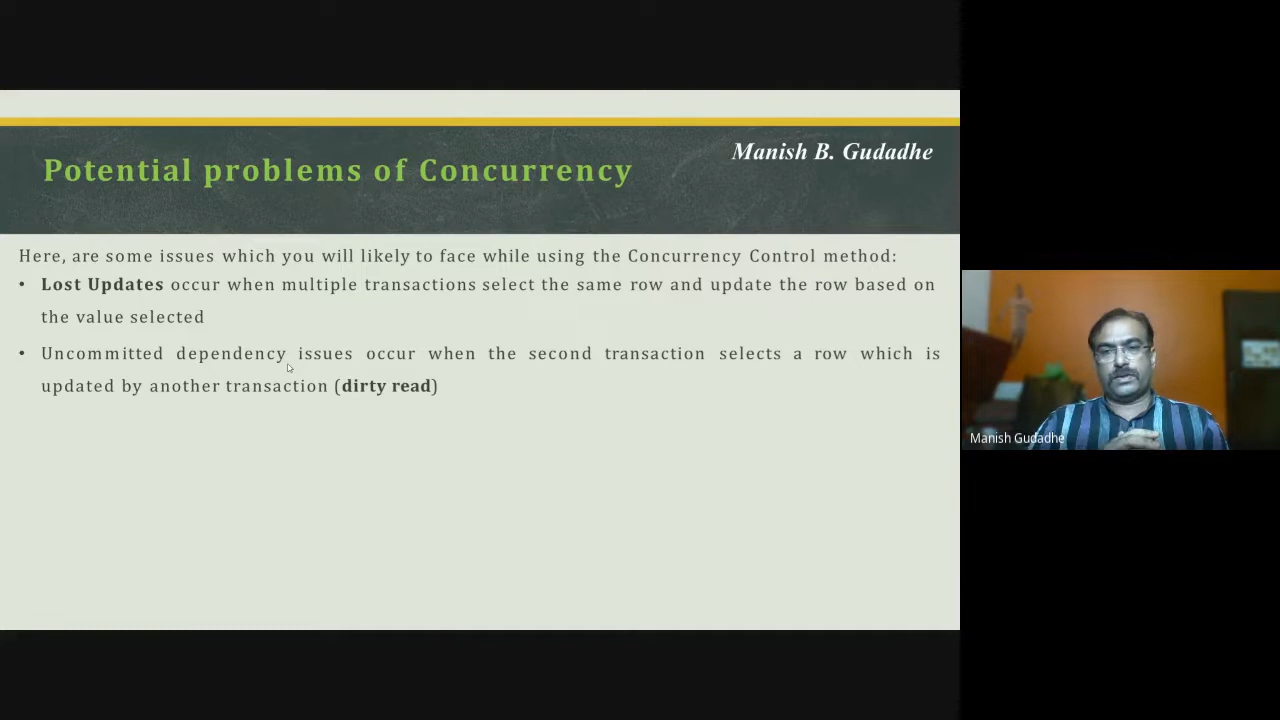 Manish B. Gudadhe
Potential problems of Concurrency
Here, are some issues which you will likely to face while using the Concurrency Control method:
• Lost Updates occur when multiple transactions select the same row and update the row based on
the value selected
• Uncommitted dependency issues occur when the second transaction selects a row which is
updated by another transaction (dirty read)
Manish Gudadhe